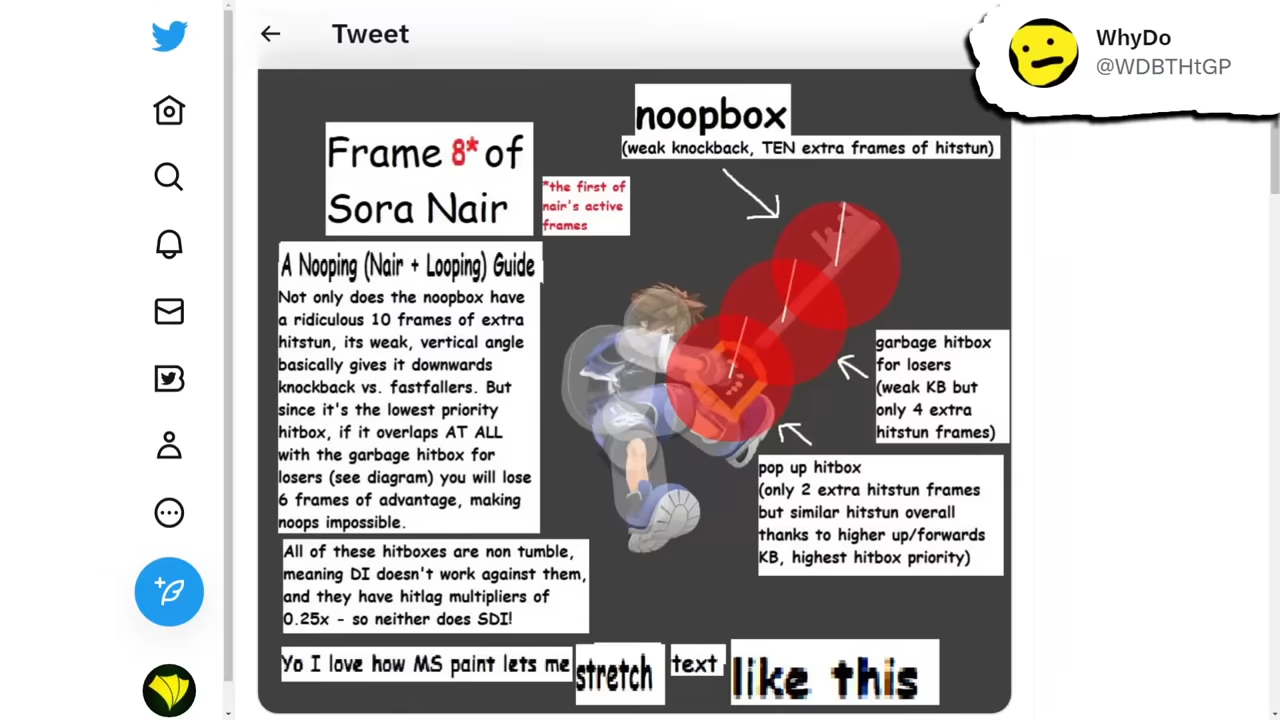 Tweet
WhyDo
@WDBTHtGP
noopbox
(weak knockback, TEN extra frames of hitstun)
Frame 8* of
Sora Nair
*the first of
nair's active
frames
A Nooping (Nair + Looping) Guide
Not only does the noopbox have
a ridiculous 10 frames of extra
hitstun, its weak, vertical angle
basically gives it downwards
knockback vs. fastfallers. But
since it's the lowest priority
hitbox, if it overlaps AT ALL
with the garbage hitbox for
losers (see diagram) you will lose
6 frames of advantage, making
noops impossible.
garbage hitbox
for losers
(weak KB but
only 4 extra
hitstun frames)
pop up hitbox
(only 2 extra hitstun frames
but similar hitstun overall
thanks to higher up/forwards
KB, highest hitbox priority)
All of these hitboxes are non tumble,
meaning DI doesn't work against them,
and they have hitlag multipliers of
0.25x - so neither does SDI!
Yo I love how MS paint lets me stretch text like this